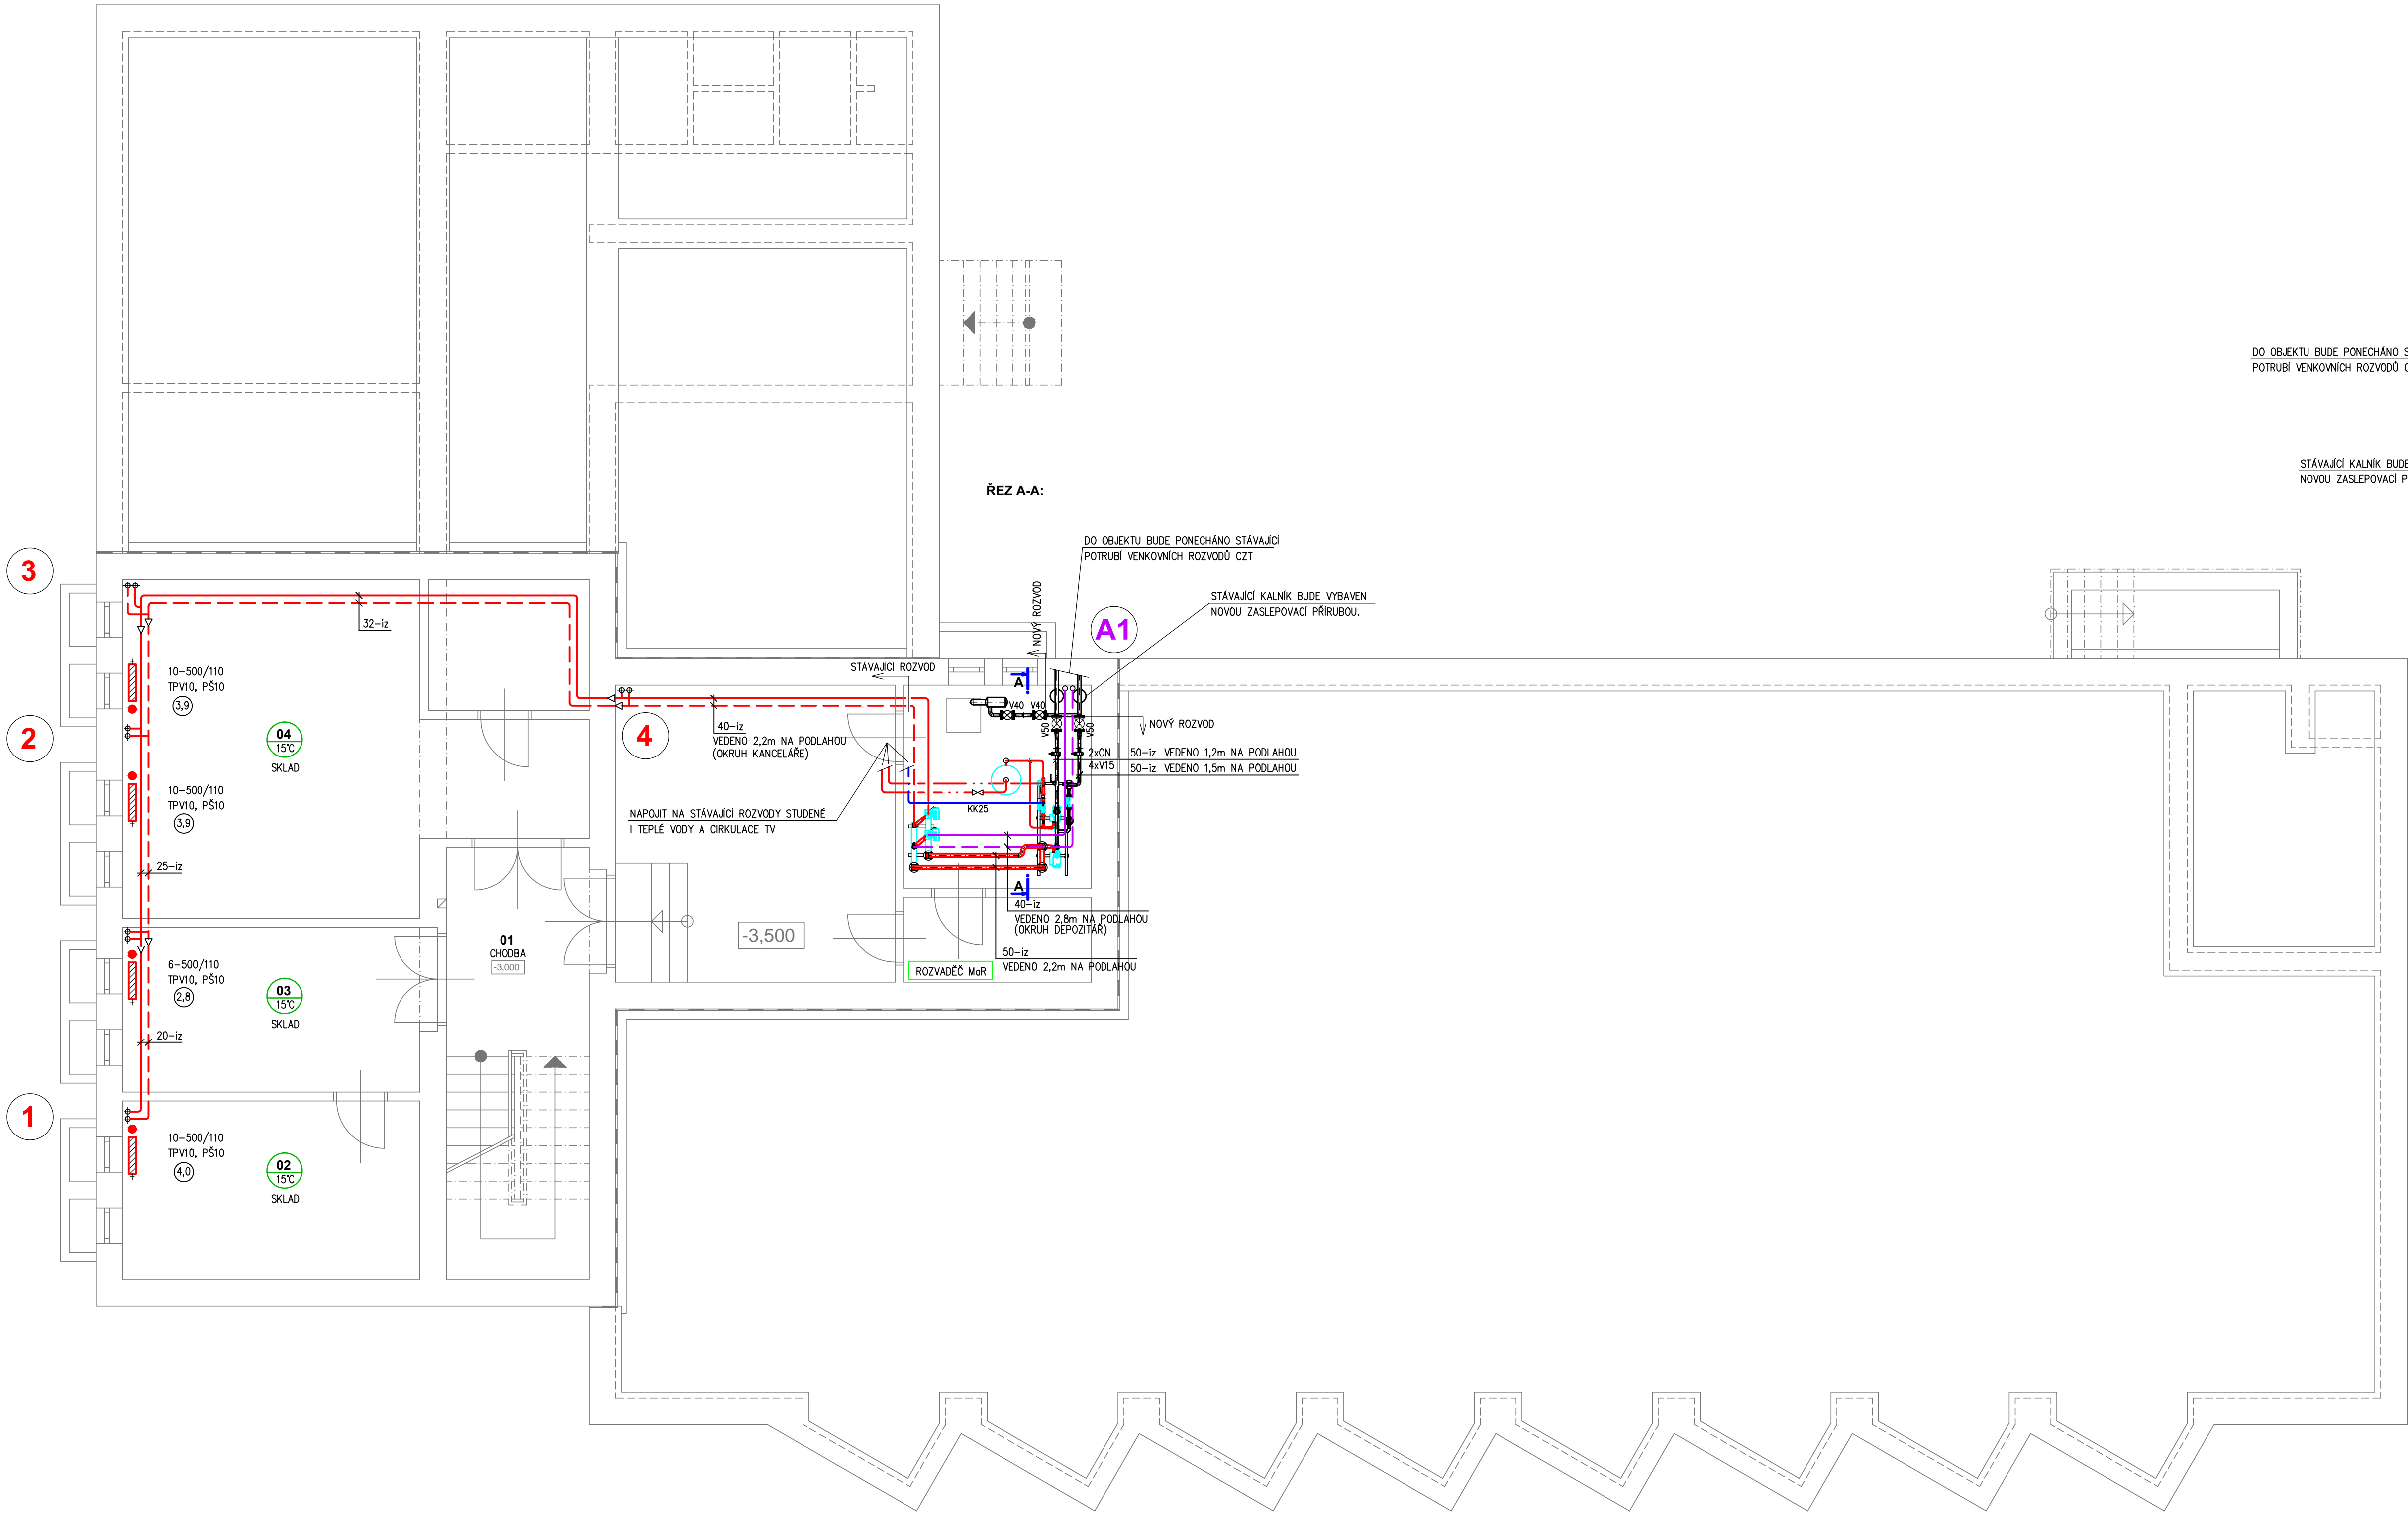 DO OBJEKTU BUDE PONECHÁNO
POTRUBÍ VENKOVNÍCH ROZVODŮ
STÁVAJÍCÍ KALNÍK BUDE
NOVOU ZASLEPOVACÍ
ŘEZ A-A:
DO OBJEKTU BUDE PONECHÁNO STÁVAJÍCÍ
POTRUBÍ VENKOVNÍCH ROZVODŮ CZT
3
NOVÝ ROZVOD
STÁVAJÍCÍ KALNÍK BUDE VYBAVEN
NOVOU ZASLEPOVACÍ PŘÍRUBOU.
32-iz
A1
STÁVAJÍCÍ ROZVOD
10-500/110
TPV10, PŠ10
3,9
A
V40 V40
V50
V50
NOVÝ ROZVOD
2
04
15°C
SKLAD
4
40-iz
VEDENO 2,2m NA PODLAHOU
(OKRUH KANCELÁŘE)
2xON
4xV15
50-iz VEDENO 1,2m NA PODLAHOU
50-iz VEDENO 1,5m NA PODLAHOU
10-500/110
TPV10, PŠ10
3,9
KK25
NAPOJIT NA STÁVAJÍCÍ ROZVODY STUDENÉ
I TEPLÉ VODY A CIRKULACE TV
25-iz
A
40-iz
VEDENO 2,8m NA PODLAHOU
(OKRUH DEPOZITÁŘ)
01
CHODBA
-3,000
-3,500
50-iz
VEDENO 2,2m NA PODLAHOU
ROZVADĚČ MaR
6-500/110
TPV10, PŠ10
2,8
03
15°C
SKLAD
20-iz
1
10-500/110
TPV10, PŠ10
4,0
02
15°C
SKLAD